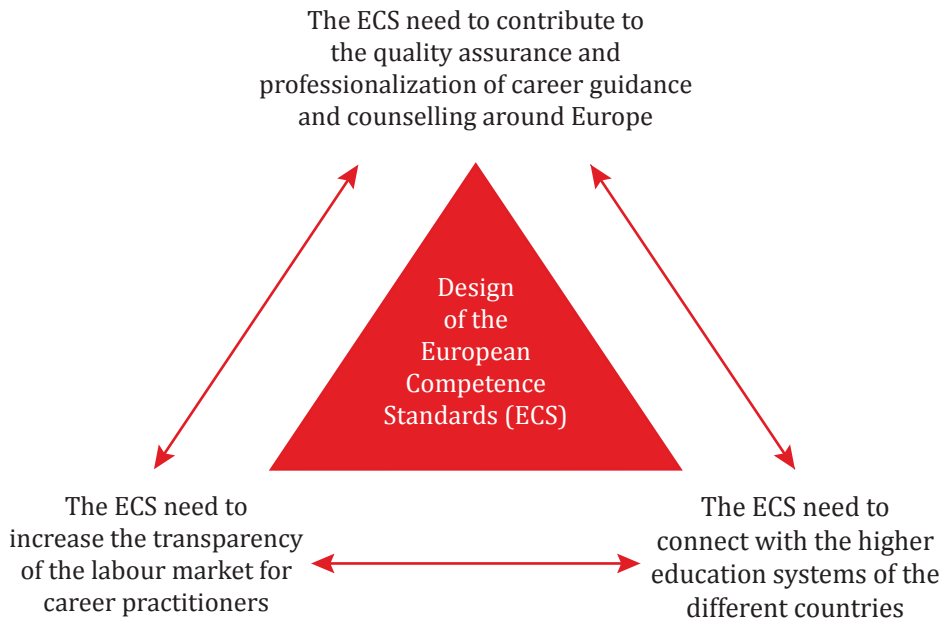 The ECS need to contribute to
the quality assurance and
professionalization of career guidance
and counselling around Europe
Design
of the
European
Competence
Standards (ECS)
The ECS need to
increase the transparency
of the labour market for
career practitioners
The ECS need to
connect with the higher
education systems of the
different countries